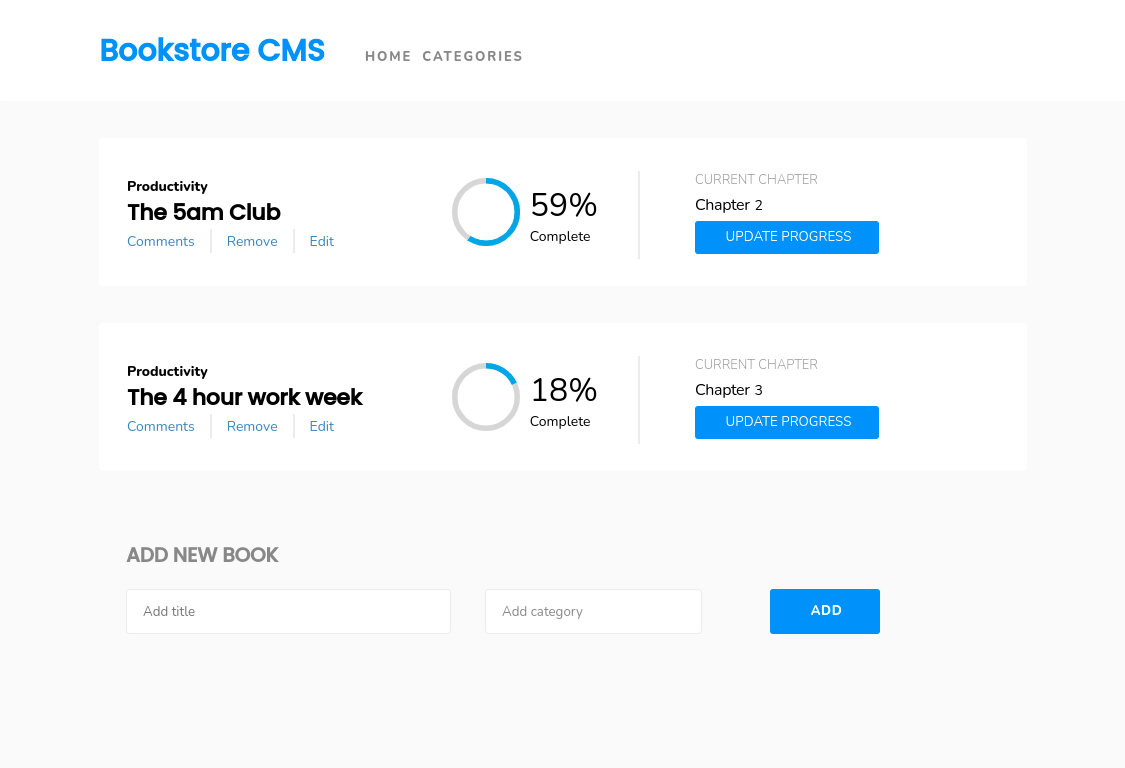 Bookstore CMS
HOME CATEGORIES
Productivity
The 5am Club
Comments Remove Edit
59%
Complete
CURRENT CHAPTER
Chapter 2
UPDATE PROGRESS
Productivity
The 4 hour work week
Comments Remove Edit
18%
Complete
CURRENT CHAPTER
Chapter 3
UPDATE PROGRESS
ADD NEW BOOK
Add title
Add category
ADD